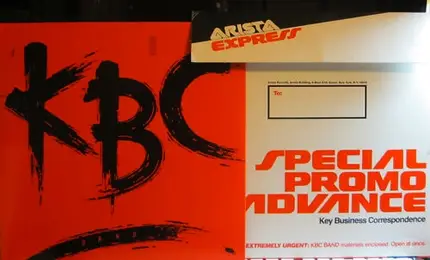 KBC
BAND
ARISTA
EXPRESS
To:
SPECIAL
PROMO
ADVANCE
Key Business Correspondence
EXTREMELY URGENT: KBC BAND materials enclosed. Open at once.